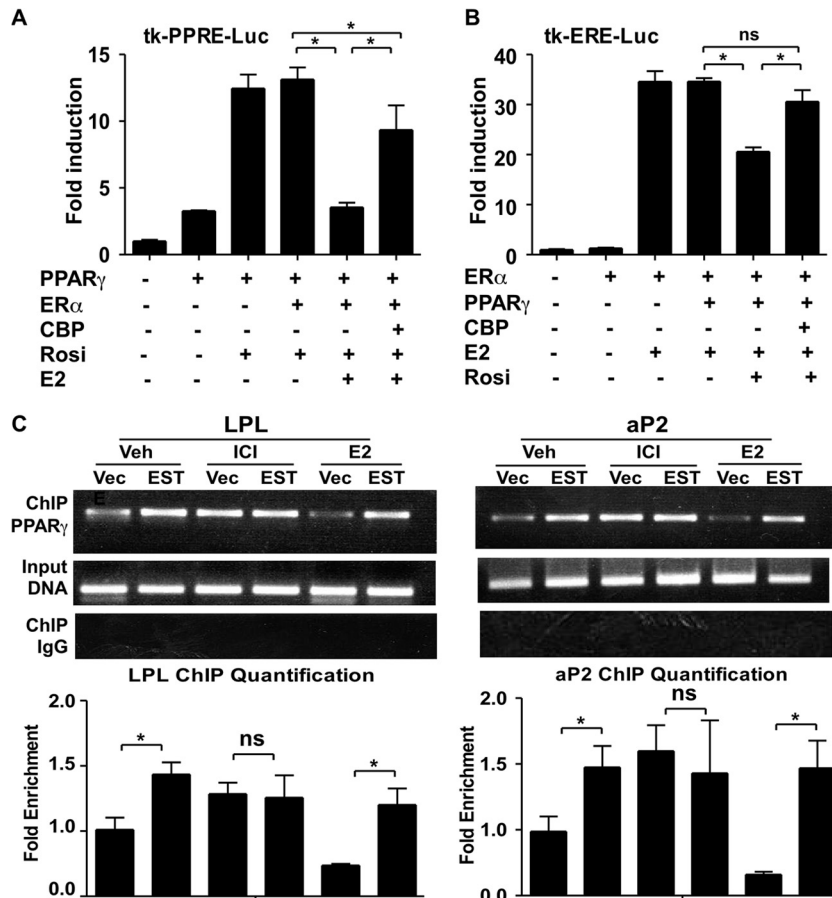 A
tk-PPRE-Luc
* * *
Fold induction
15
10
5
0
PPARγ - + + + + +
ERα - - - + + +
CBP - - - - - +
Rosi - - + + + +
E2 - - - - + +
B
tk-ERE-Luc
ns
* *
Fold induction
40
30
20
10
0
ERα - + + + + +
PPARγ - - - + + +
CBP - - - - - +
E2 - - + + + +
Rosi - - - - + +
C
LPL
Veh ICI E2
Vec EST Vec EST Vec EST
E
ChIP
PPARγ
Input
DNA
ChIP
IgG
aP2
Veh ICI E2
Vec EST Vec EST Vec EST
LPL ChIP Quantification
Fold Enrichment
2.0
1.5
1.0
0.0
* ns *
aP2 ChIP Quantification
Fold Enrichment
2.0
1.5
1.0
0.0
* ns *